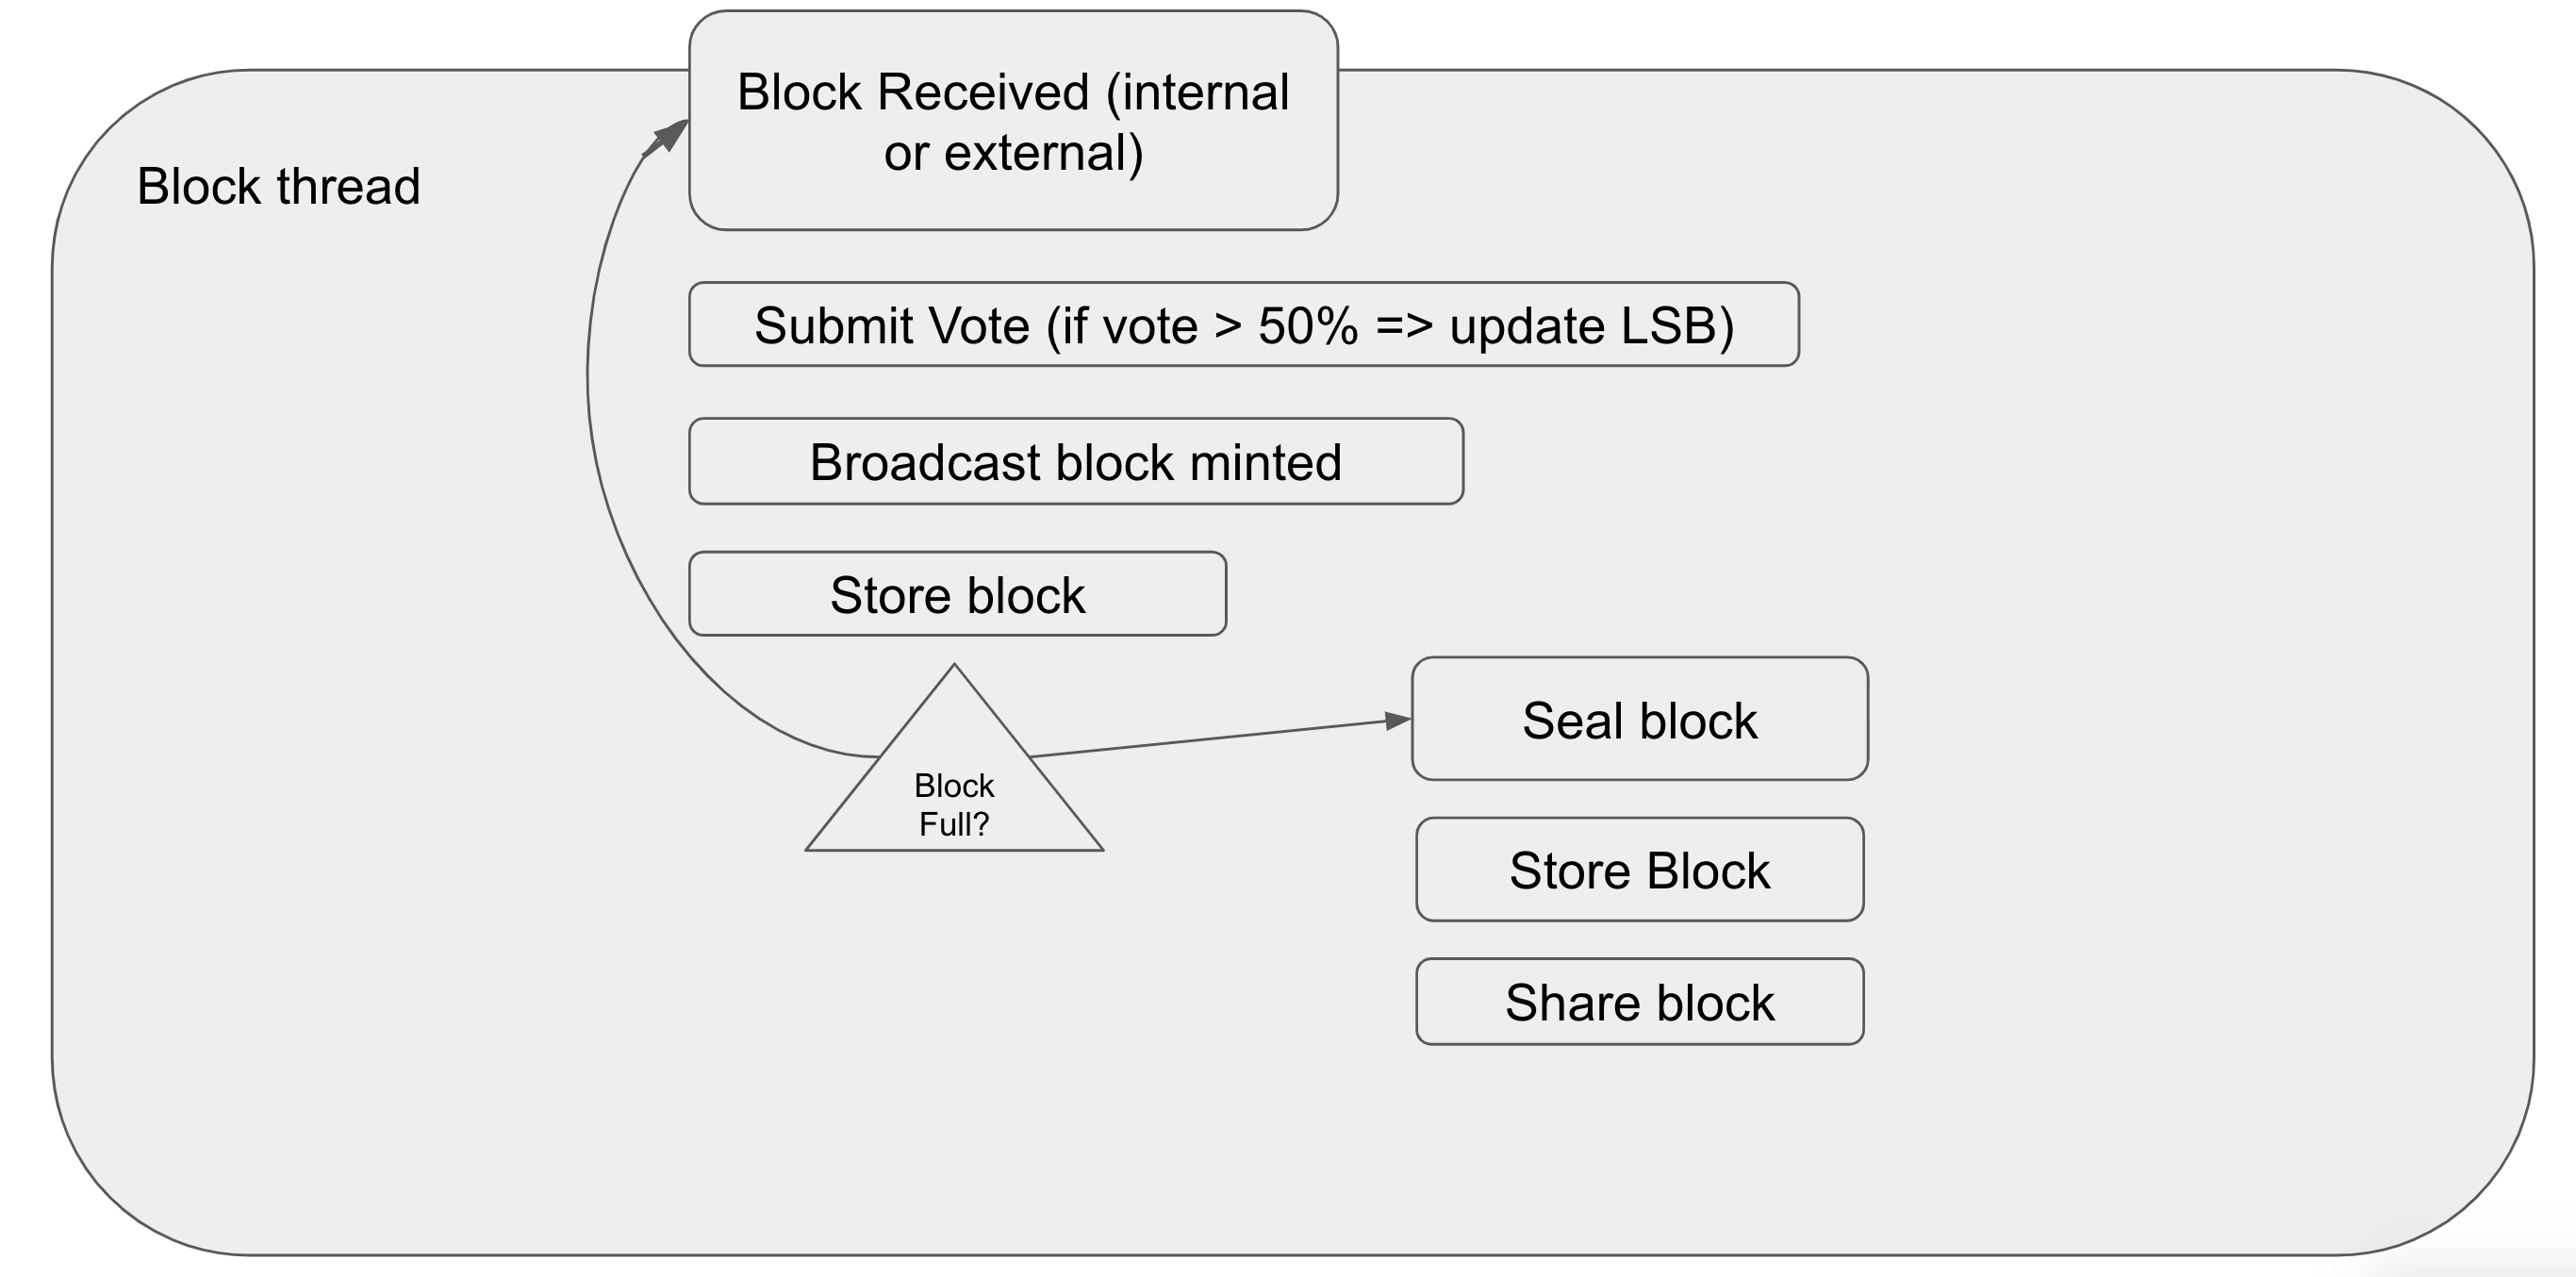 Block Received (internal
or external)
Block thread
Submit Vote (if vote > 50% => update LSB)
Broadcast block minted
Store block
Seal block
Block
Full?
Store Block
Share block